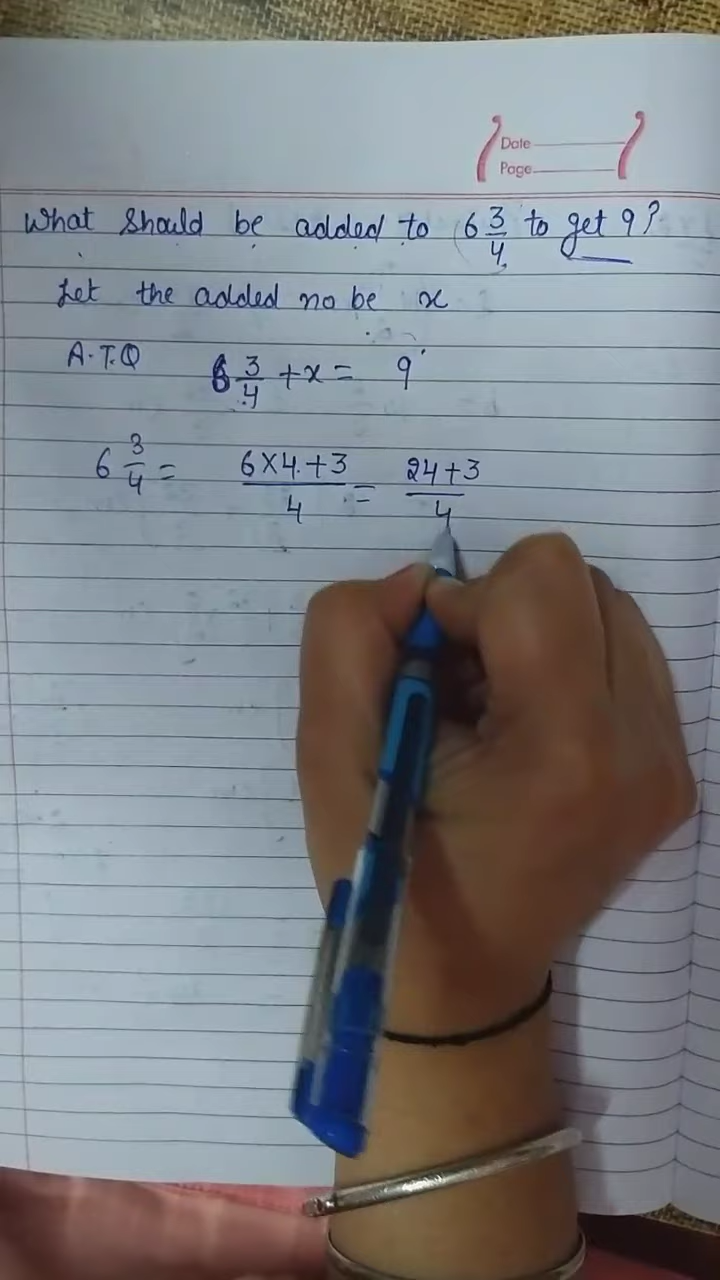 Date
Page
What should be added to 6 3/4 to get 9?
Let the added no be x
A.T.Q 6 3/4 + x = 9
6 3/4 = 6×4+3/4 = 24+3/4